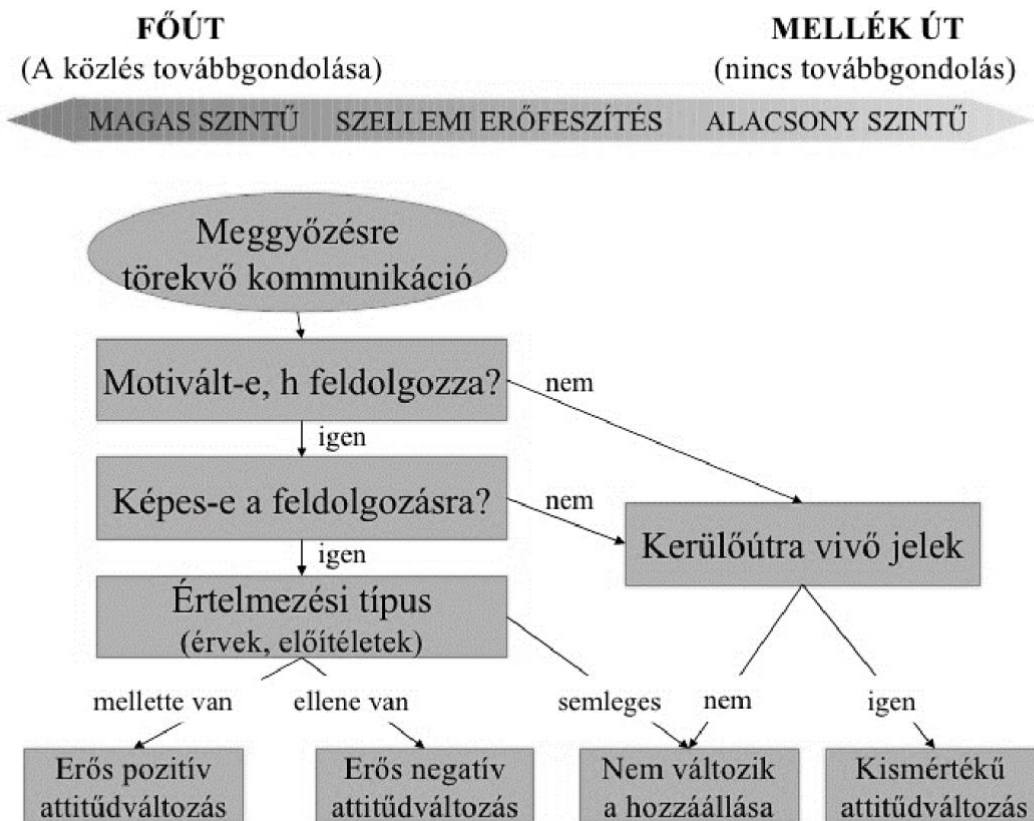 FŐÚT
(A közlés továbbgondolása)
MELLÉK ÚT
(nincs továbbgondolás)
MAGAS SZINTŰ SZELLEMI ERŐFESZÍTÉS ALACSONY SZINTŰ
Meggyőzésre
törekvő kommunikáció
Motivált-e, h feldolgozza?
nem
igen
Képes-e a feldolgozásra?
nem
Kerülőútra vivő jelek
igen
Értelmezési típus
(érvek, előítéletek)
mellette van
ellene van
semleges
nem
igen
Erős pozitív
attitűdváltozás
Erős negatív
attitűdváltozás
Nem változik
a hozzáállása
Kismértékű
attitűdváltozás